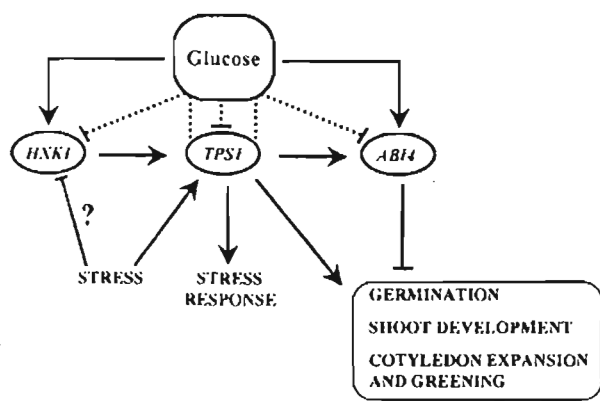 Glucose
HXK1
TPS1
ABI4
?
STRESS
STRESS
RESPONSE
GERMINATION
SHOOT DEVELOPMENT
COTYLEDON EXPANSION
AND GREENING